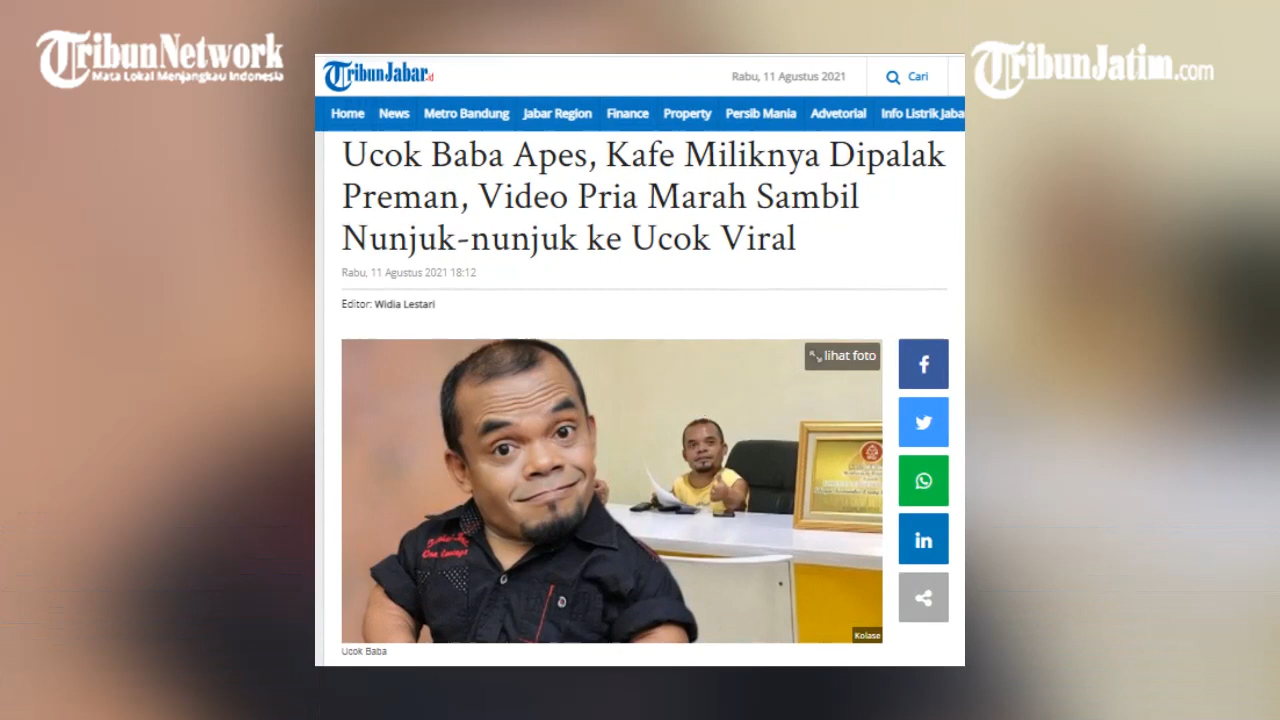 TribunNetwork
Mata Lokal Menjangkau Indonesia
TribunJabar.id
Rabu, 11 Agustus 2021
Cari
TribunJatim.com
Home News Metro Bandung Jabar Region Finance Property Persib Mania Advetorial Info Listrik Jaba
Ucok Baba Apes, Kafe Miliknya Dipalak
Preman, Video Pria Marah Sambil
Nunjuk-nunjuk ke Ucok Viral
Rabu, 11 Agustus 2021 18:12
Editor: Widia Lestari
lihat foto
Kolase
Ucok Baba